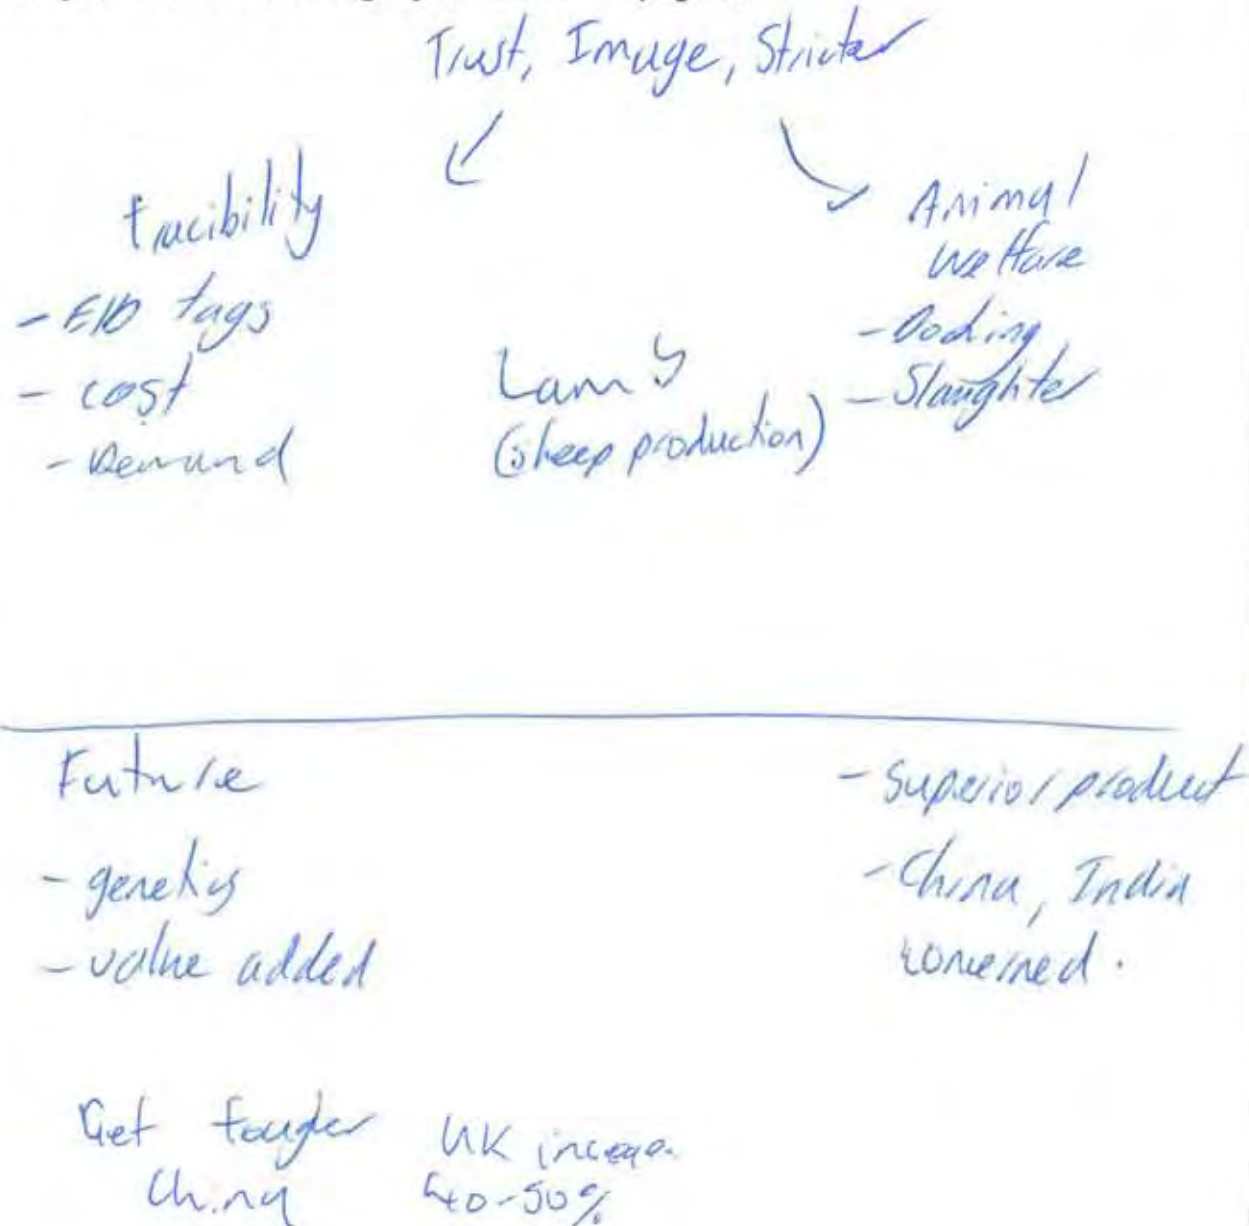 Trust, Image, Stricter
tracibility
- EID tags
- cost
- Demand
Lamb
(sheep production)
Animal
welfare
- Docking
- Slaughter
Future
- genetics
- value added
- Superior product
- China, India
concerned.
Get tougher
China
UK increase
40-50%